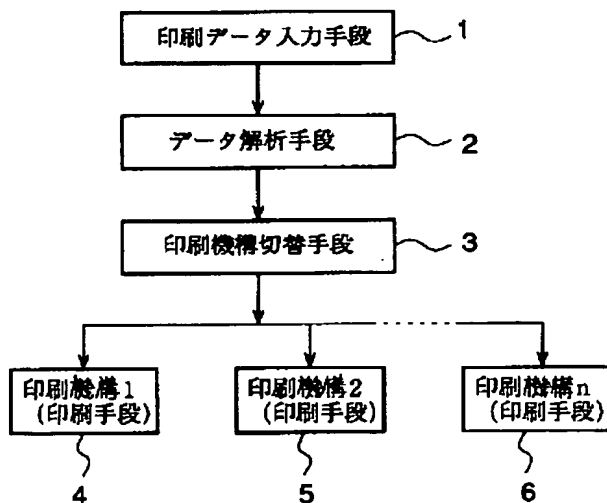 印刷データ入力手段
1
データ解析手段
2
印刷機構切替手段
3
印刷機構1
(印刷手段)
印刷機構2
(印刷手段)
印刷機構n
(印刷手段)
4
5
6